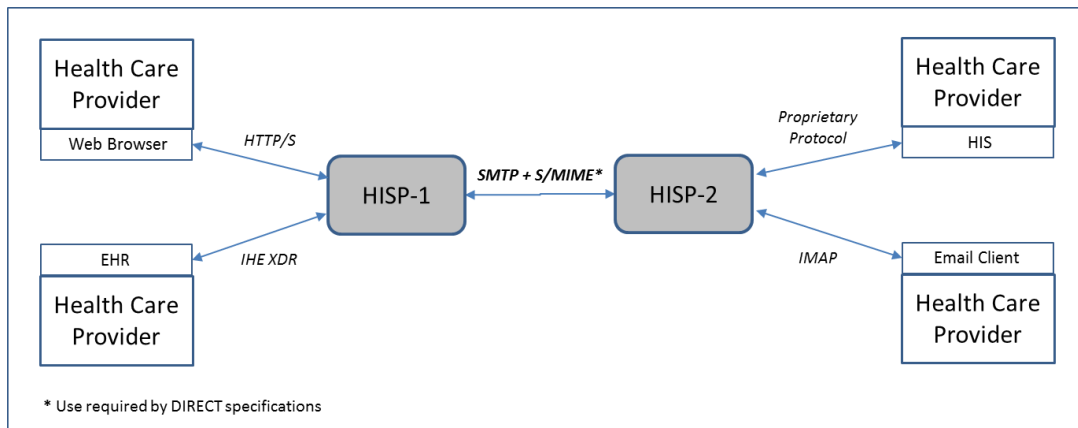 Health Care
Provider
Web Browser
HTTP/S
EHR
Health Care
Provider
IHE XDR
HISP-1
SMTP + S/MIME*
HISP-2
Proprietary
Protocol
Health Care
Provider
HIS
IMAP
Email Client
Health Care
Provider
* Use required by DIRECT specifications